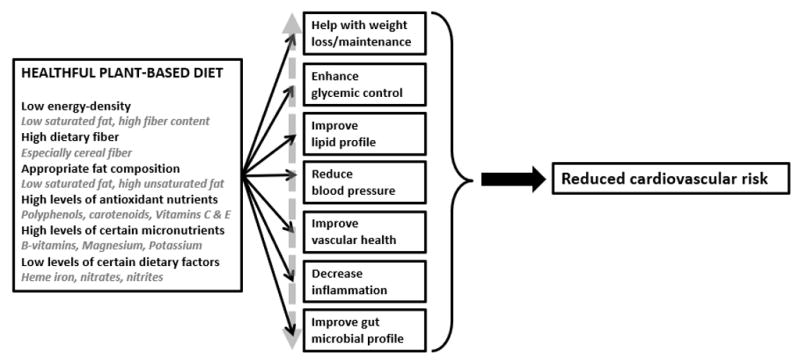 HEALTHFUL PLANT-BASED DIET
Low energy-density
Low saturated fat, high fiber content
High dietary fiber
Especially cereal fiber
Appropriate fat composition
Low saturated fat, high unsaturated fat
High levels of antioxidant nutrients
Polyphenols, carotenoids, Vitamins C & E
High levels of certain micronutrients
B-vitamins, Magnesium, Potassium
Low levels of certain dietary factors
Heme iron, nitrates, nitrites
Help with weight
loss/maintenance
Enhance
glycemic control
Improve
lipid profile
Reduce
blood pressure
Improve
vascular health
Decrease
inflammation
Improve gut
microbial profile
Reduced cardiovascular risk